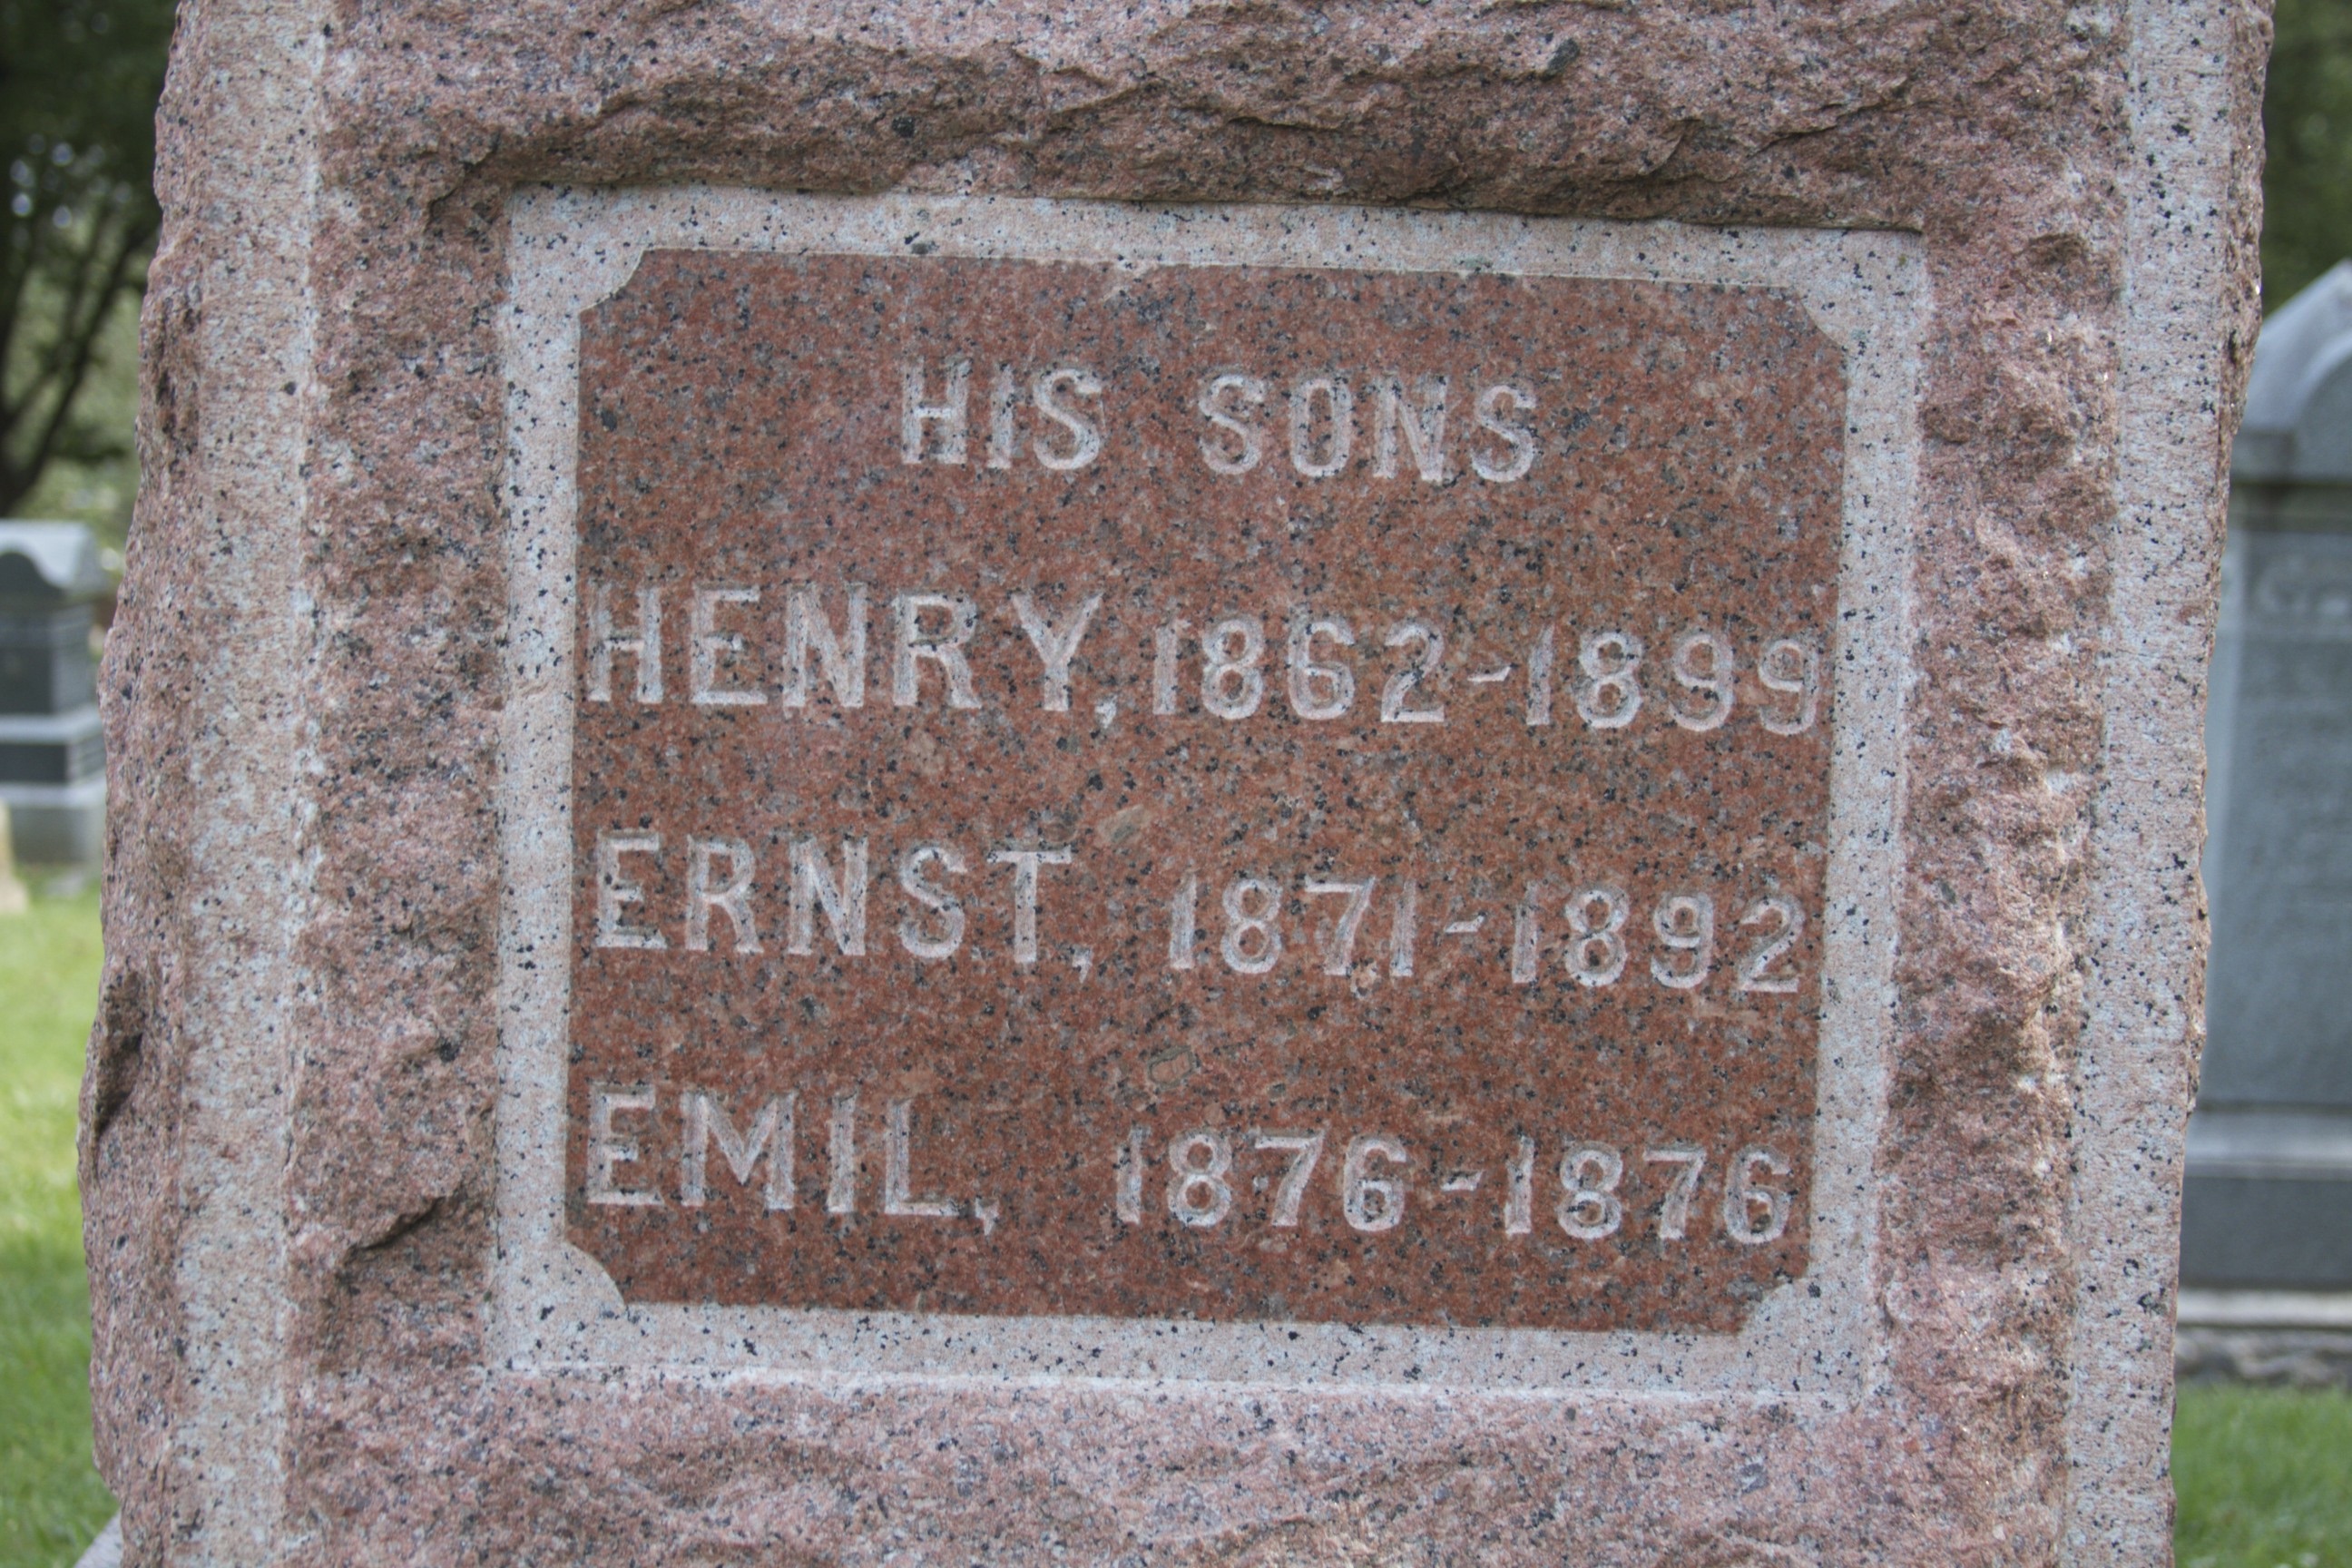 HIS SONS
HENRY, 1862-1899
ERNST, 1871-1892
EMIL, 1876-1876